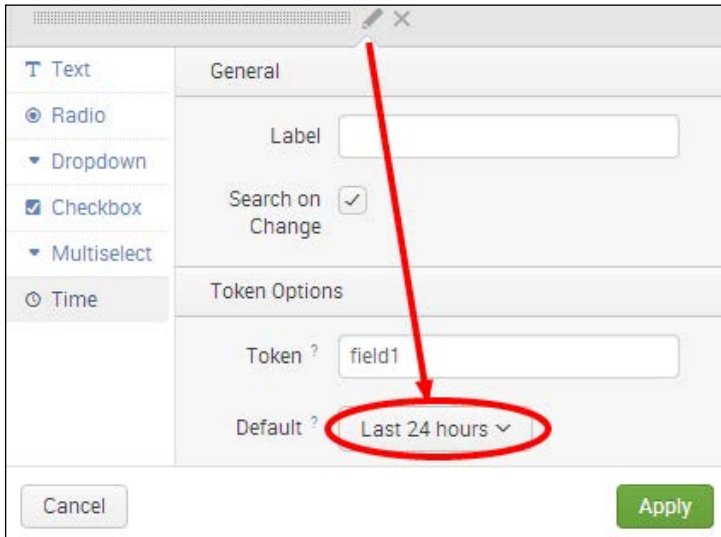 T Text
General
Radio
Label
Dropdown
Search on
Change
Checkbox
Multiselect
Token Options
Time
Token ?
field1
Default ?
Last 24 hours
Cancel
Apply